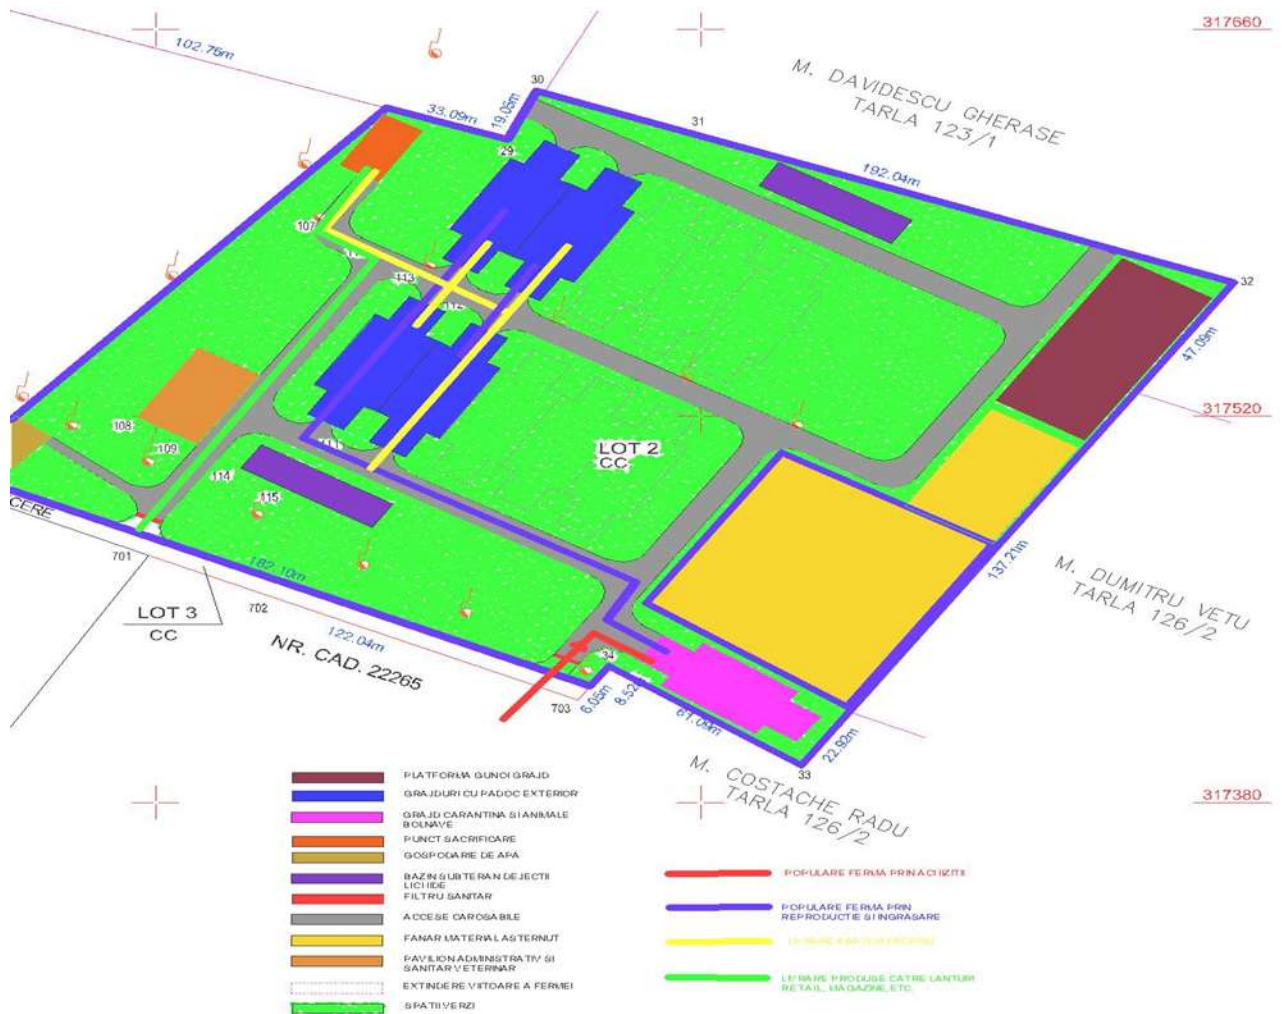 317660
102.75m
33.09m
19.05m
30
31
29
M. DAVIDESCU GHERASE
TARLA 123/1
192.04m
32
47.09m
107
113
112
317520
108
109
111
114
115
LOT 2
CC
CERE
701
182.10m
702
LOT 3
CC
122.04m
NR. CAD. 22265
703
34
6.05m
61.09m
22.92m
33
137.21m
M. DUMITRU VETU
TARLA 126/2
M. COSTACHE RADU
TARLA 126/2
317380
PLATFORMA GUNOI GRAJD
GRAJDURI CU PADOC EXTERIOR
GRAJD CARANTINA SI ANIMALE
BOLNAVE
PUNCT SACRIFICARE
GOSPODARIE DE APA
BAZIN SUBTERAN DEJECTII
LICHIDE
FILTRU SANITAR
ACCESE CAROSABILE
FANAR MATERIAL ASTERNUT
PAVILION ADMINISTRATIV SI
SANITAR VETERINAR
EXTINDERE VIITOARE A FERMEI
SPATII VERZI
POPULARE FERMA PRIN ACHIZITII
POPULARE FERMA PRIN
REPRODUCTIE SI INGRASARE
LIVRARE PRODUSE CATRE LANTURI
RETAIL, MAGAZINE, ETC.